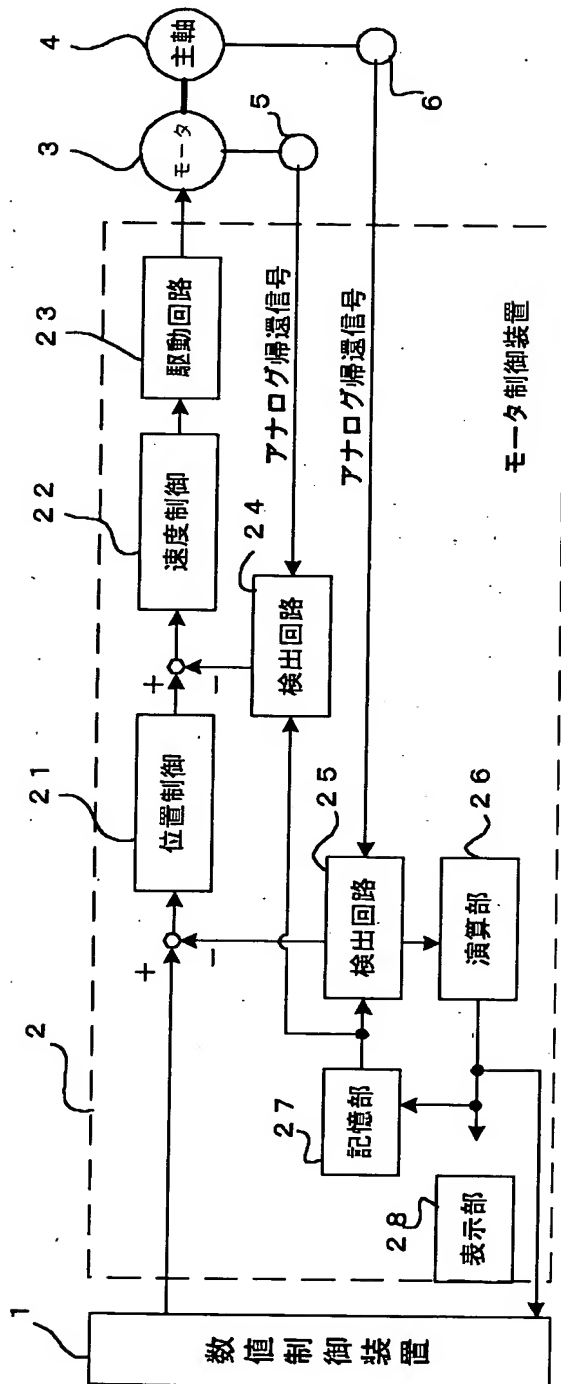 1
数値制御装置
2
+
−
21
位置制御
+
−
22
速度制御
23
駆動回路
3
モータ
4
主軸
5
6
アナログ帰還信号
アナログ帰還信号
24
検出回路
25
検出回路
26
演算部
27
記憶部
28
表示部
モータ制御装置